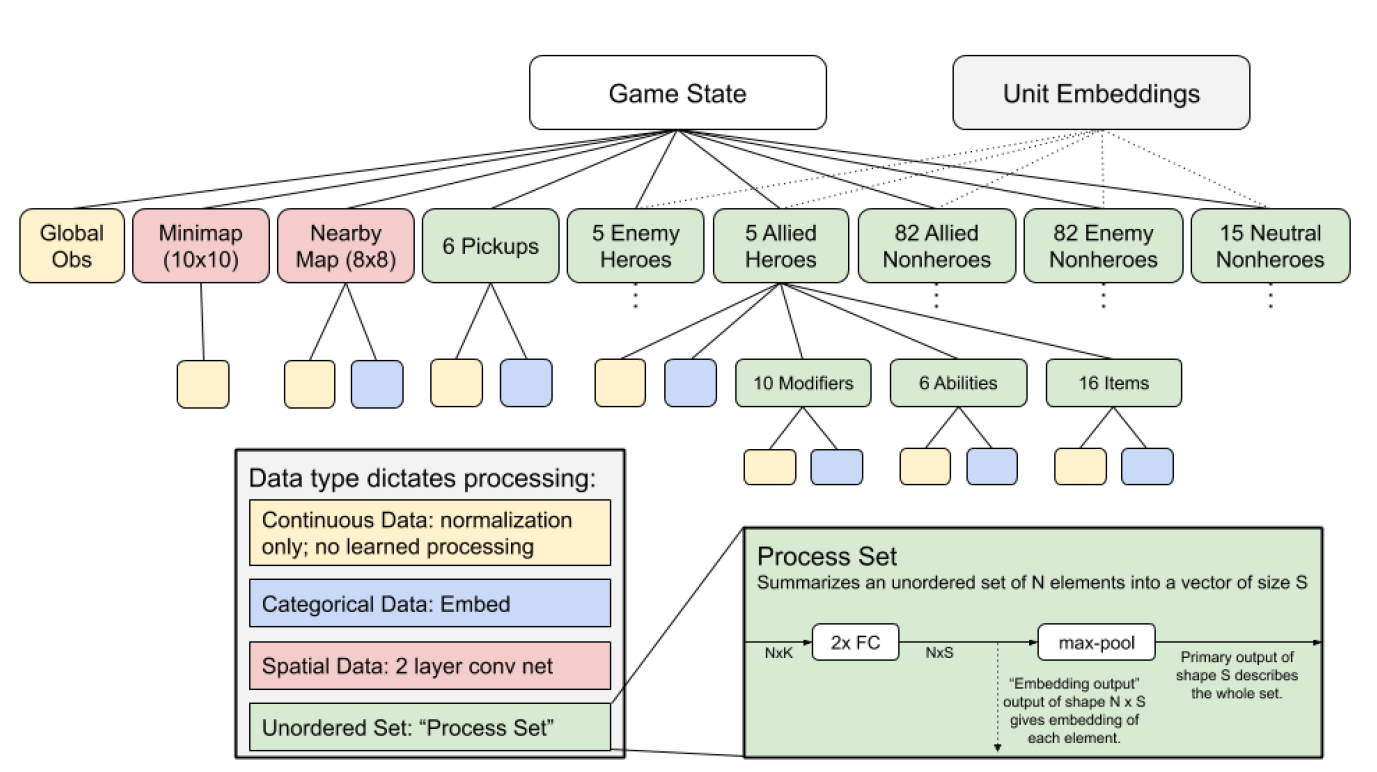 Game State
Unit Embeddings
Global
Obs
Minimap
(10x10)
Nearby
Map (8x8)
6 Pickups
5 Enemy
Heroes
5 Allied
Heroes
82 Allied
Nonheroes
82 Enemy
Nonheroes
15 Neutral
Nonheroes
10 Modifiers
6 Abilities
16 Items
Data type dictates processing:
Continuous Data: normalization
only; no learned processing
Categorical Data: Embed
Spatial Data: 2 layer conv net
Unordered Set: “Process Set”
Process Set
Summarizes an unordered set of N elements into a vector of size S
NxK
2x FC
NxS
max-pool
“Embedding output”
output of shape N x S
gives embedding of
each element.
Primary output of
shape S describes
the whole set.